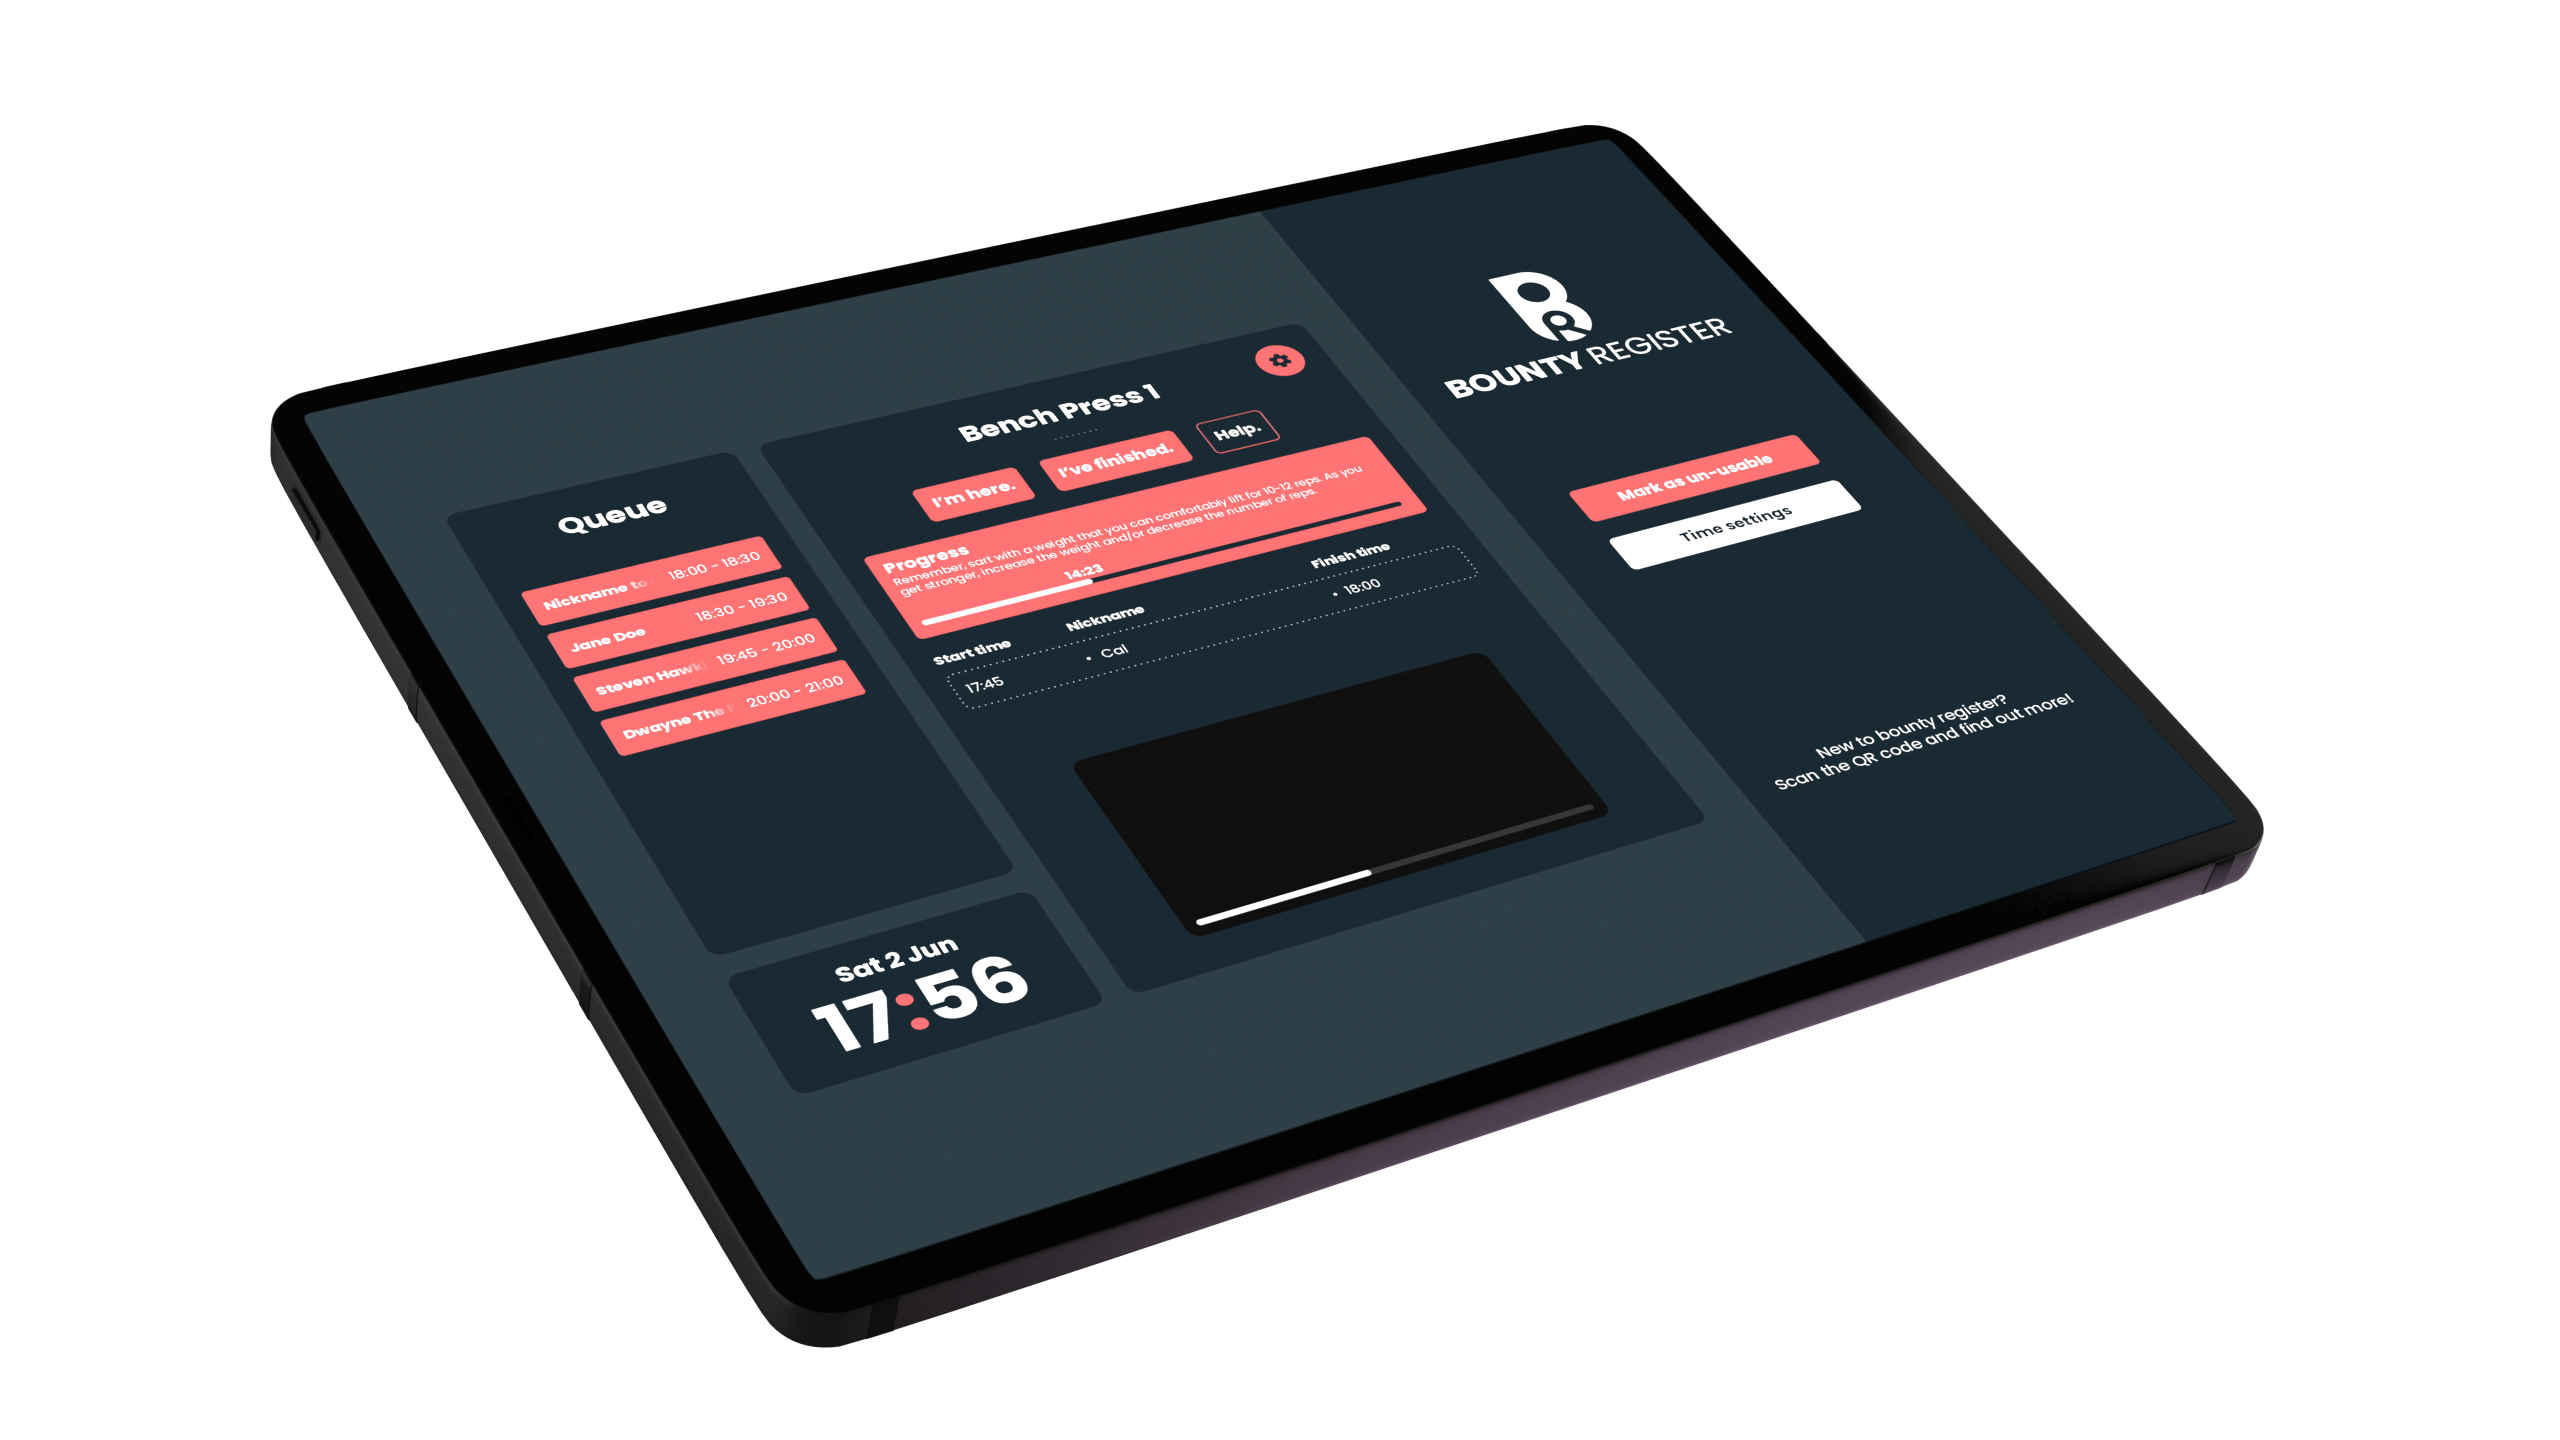 Queue
Nickname to 18:00 - 18:30
Jane Doe 18:30 - 19:30
Steven Hawki 19:45 - 20:00
Dwayne The 20:00 - 21:00
Sat 2 Jun
17:56
Bench Press 1
I'm here. I've finished. Help.
Progress
Remember, sart with a weight that you can comfortably lift for 10-12 reps. As you
get stronger, increase the weight and/or decrease the number of reps.
14:23
Start time Nickname Finish time
17:45 • Cal • 18:00
BR
BOUNTY REGISTER
Mark as un-usable
Time settings
New to bounty register?
Scan the QR code and find out more!